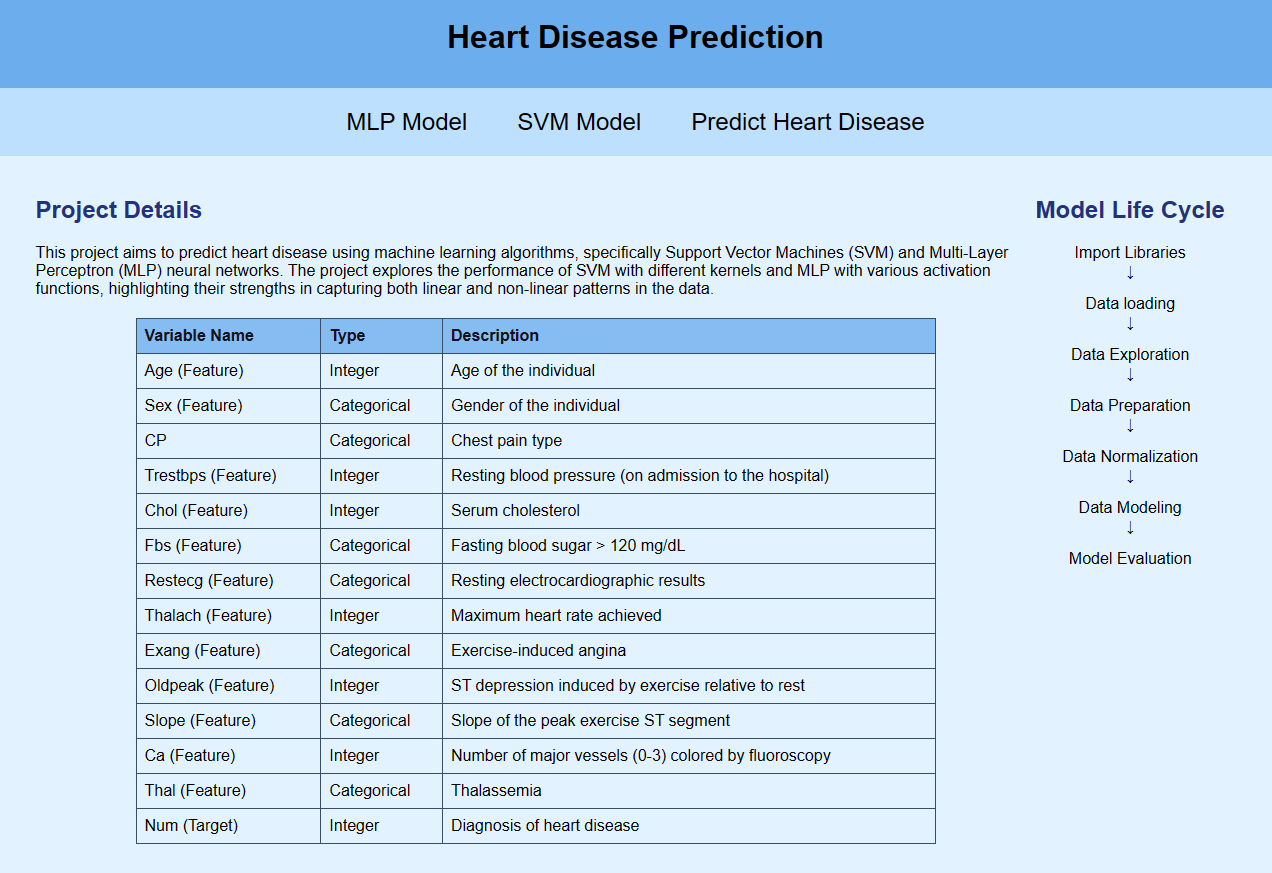 Heart Disease Prediction
MLP Model SVM Model Predict Heart Disease
Project Details
This project aims to predict heart disease using machine learning algorithms, specifically Support Vector Machines (SVM) and Multi-Layer
Perceptron (MLP) neural networks. The project explores the performance of SVM with different kernels and MLP with various activation
functions, highlighting their strengths in capturing both linear and non-linear patterns in the data.
Variable Name Type Description
Age (Feature) Integer Age of the individual
Sex (Feature) Categorical Gender of the individual
CP Categorical Chest pain type
Trestbps (Feature) Integer Resting blood pressure (on admission to the hospital)
Chol (Feature) Integer Serum cholesterol
Fbs (Feature) Categorical Fasting blood sugar > 120 mg/dL
Restecg (Feature) Categorical Resting electrocardiographic results
Thalach (Feature) Integer Maximum heart rate achieved
Exang (Feature) Categorical Exercise-induced angina
Oldpeak (Feature) Integer ST depression induced by exercise relative to rest
Slope (Feature) Categorical Slope of the peak exercise ST segment
Ca (Feature) Integer Number of major vessels (0-3) colored by fluoroscopy
Thal (Feature) Categorical Thalassemia
Num (Target) Integer Diagnosis of heart disease
Model Life Cycle
Import Libraries
↓
Data loading
↓
Data Exploration
↓
Data Preparation
↓
Data Normalization
↓
Data Modeling
↓
Model Evaluation